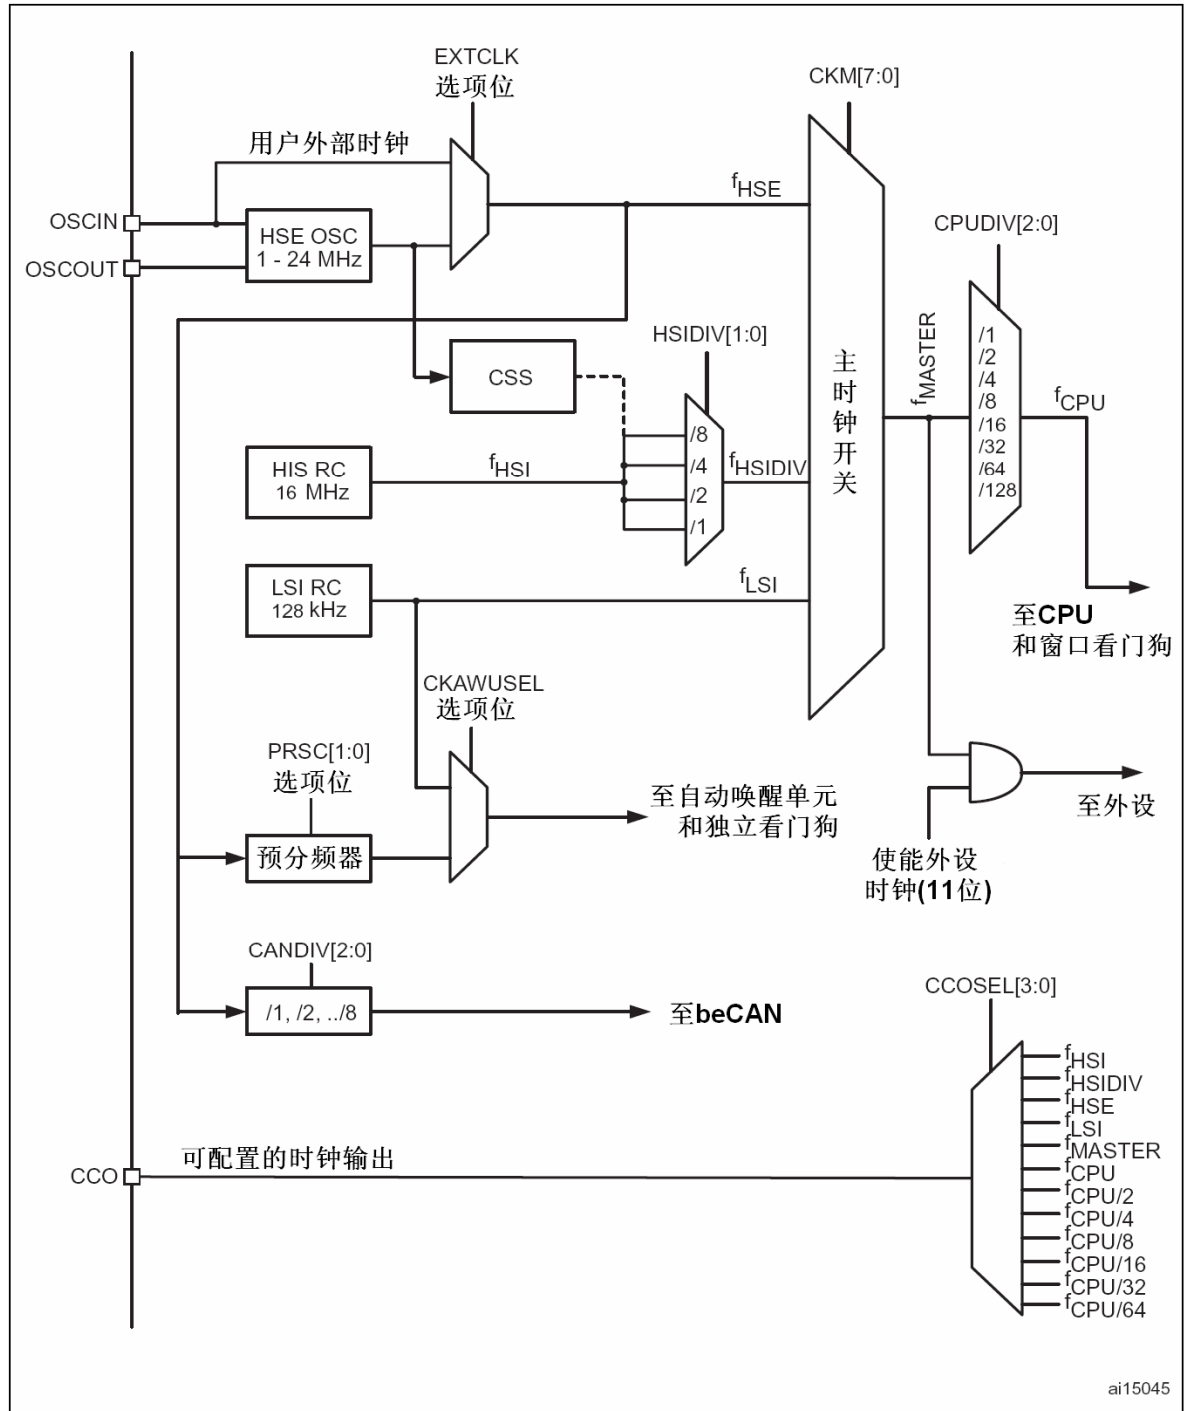 EXTCLK
选项位
CKM[7:0]
用户外部时钟
fHSE
OSCIN
HSE OSC
1 - 24 MHz
CPUDIV[2:0]
OSCOUT
HSIDIV[1:0]
fMASTER
/1
/2
/4
/8
/16
/32
/64
/128
主时钟开关
CSS
fCPU
/8
/4
/2
/1
HIS RC
16 MHz
fHSI
fHSIDIV
LSI RC
128 kHz
fLSI
至CPU
和窗口看门狗
CKAWUSEL
选项位
PRSC[1:0]
选项位
至自动唤醒单元
和独立看门狗
至外设
预分频器
使能外设
时钟(11位)
CANDIV[2:0]
/1, /2, ../8
至beCAN
CCOSEL[3:0]
fHSI
fHSIDIV
fHSE
fLSI
fMASTER
fCPU
fCPU/2
fCPU/4
fCPU/8
fCPU/16
fCPU/32
fCPU/64
CCO
可配置的时钟输出
ai15045